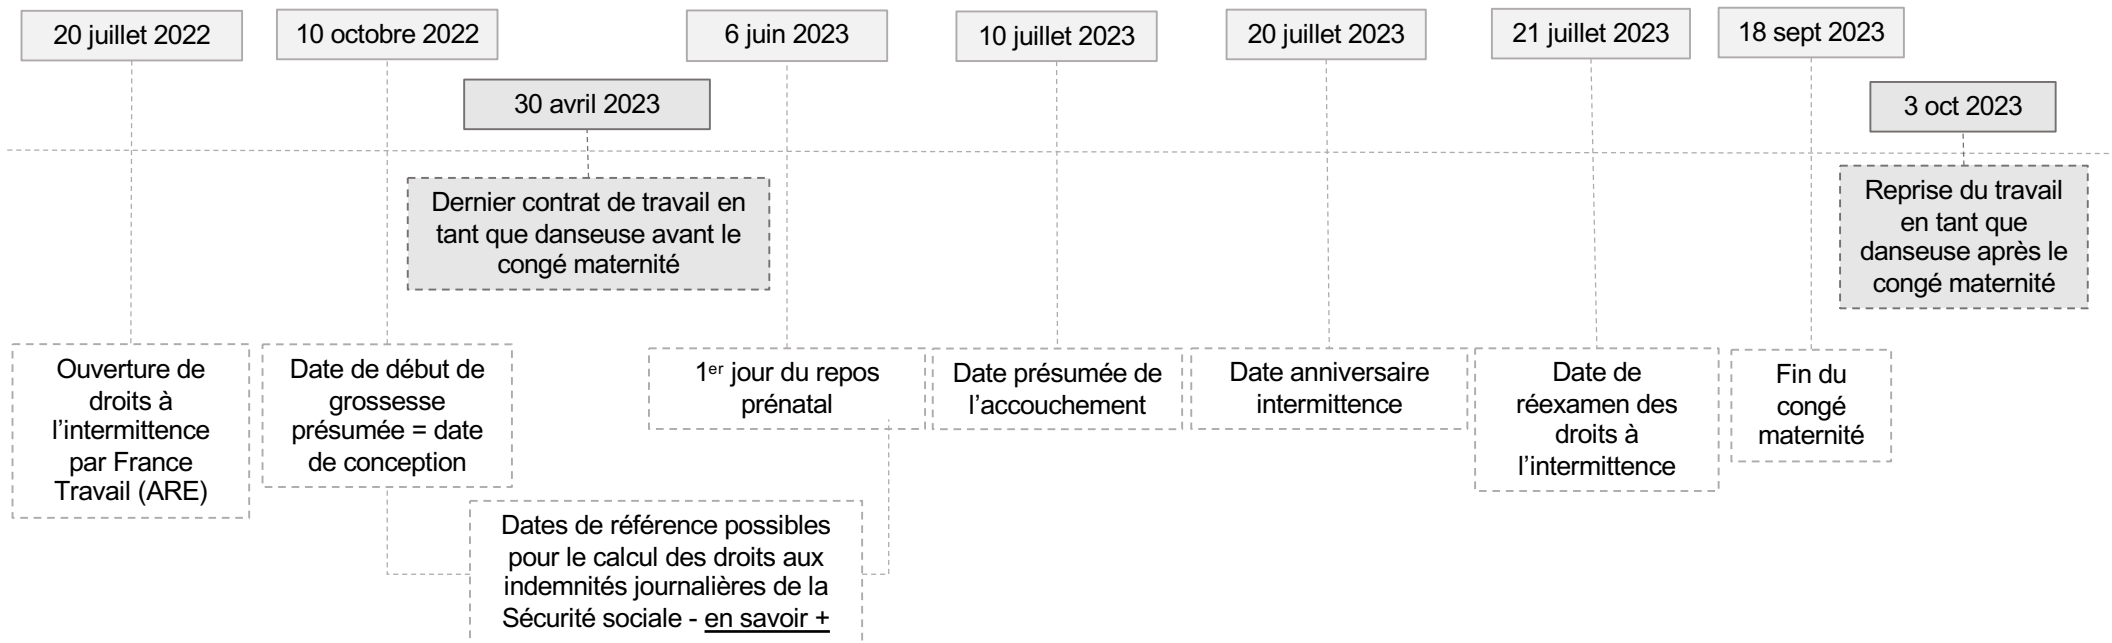 20 juillet 2022
10 octobre 2022
6 juin 2023
10 juillet 2023
20 juillet 2023
21 juillet 2023
18 sept 2023
30 avril 2023
3 oct 2023
Dernier contrat de travail en
tant que danseuse avant le
congé maternité
Reprise du travail
en tant que
danseuse après le
congé maternité
Ouverture de
droits à
l’intermittence
par France
Travail (ARE)
Date de début de
grossesse
présumée = date
de conception
1er jour du repos
prénatal
Date présumée de
l’accouchement
Date anniversaire
intermittence
Date de
réexamen des
droits à
l’intermittence
Fin du
congé
maternité
Dates de référence possibles
pour le calcul des droits aux
indemnités journalières de la
Sécurité sociale - en savoir +